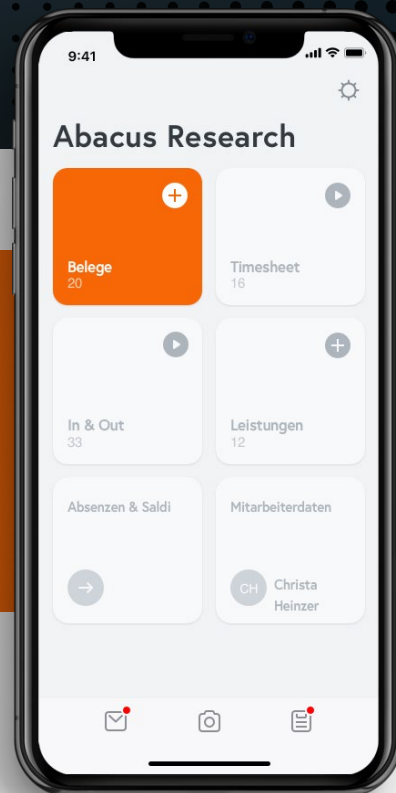 9:41
Abacus Research
Belege
20
Timesheet
16
In & Out
33
Leistungen
12
Absenzen & Saldi
Mitarbeiterdaten
CH
Christa
Heinzer